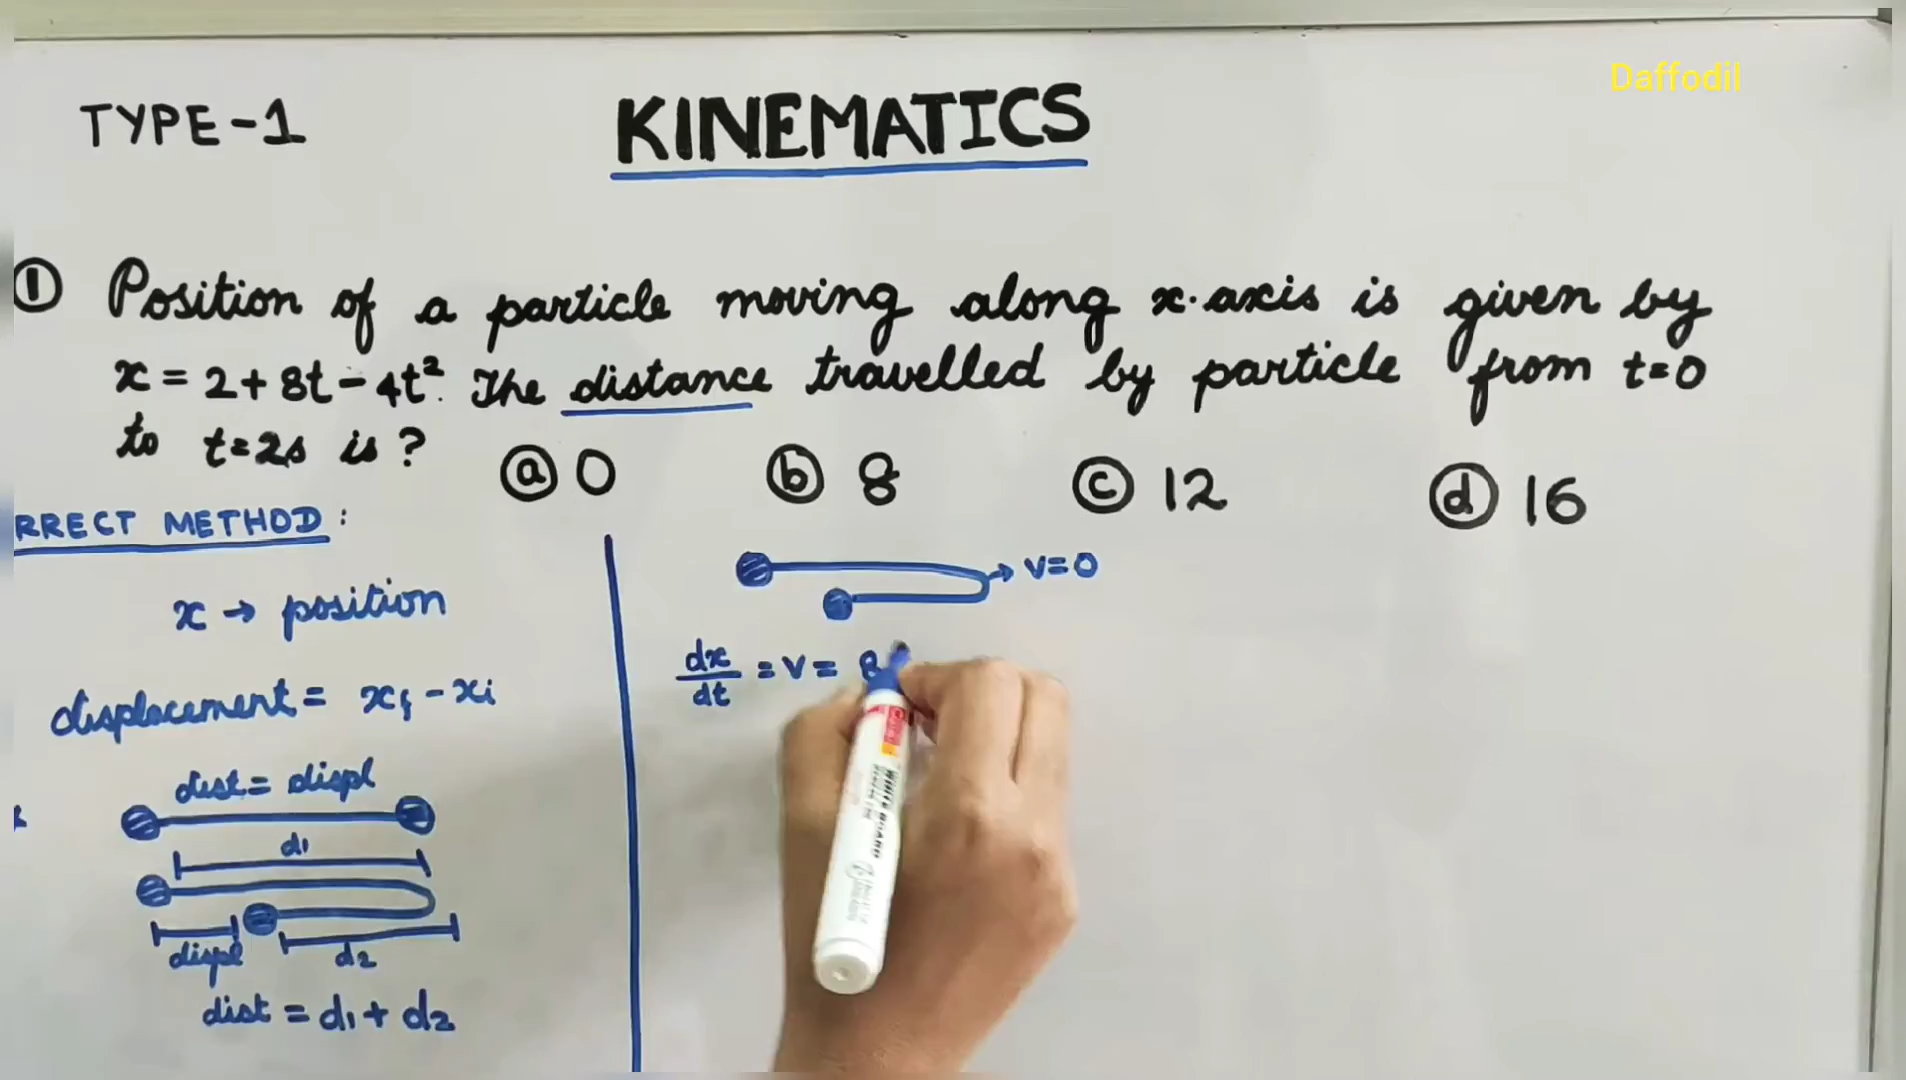 Daffodil
TYPE-1
KINEMATICS
① Position of a particle moving along x-axis is given by
x = 2+8t-4t². The distance travelled by particle from t=0
to t=2s is ?
ⓐ 0 ⓑ 8 ⓒ 12 ⓓ 16
RRECT METHOD:
x → position
displacement = xf - xi
dist = displ
d1
displ
d2
dist = d1 + d2
→ v=0
dx/dt = v = 8